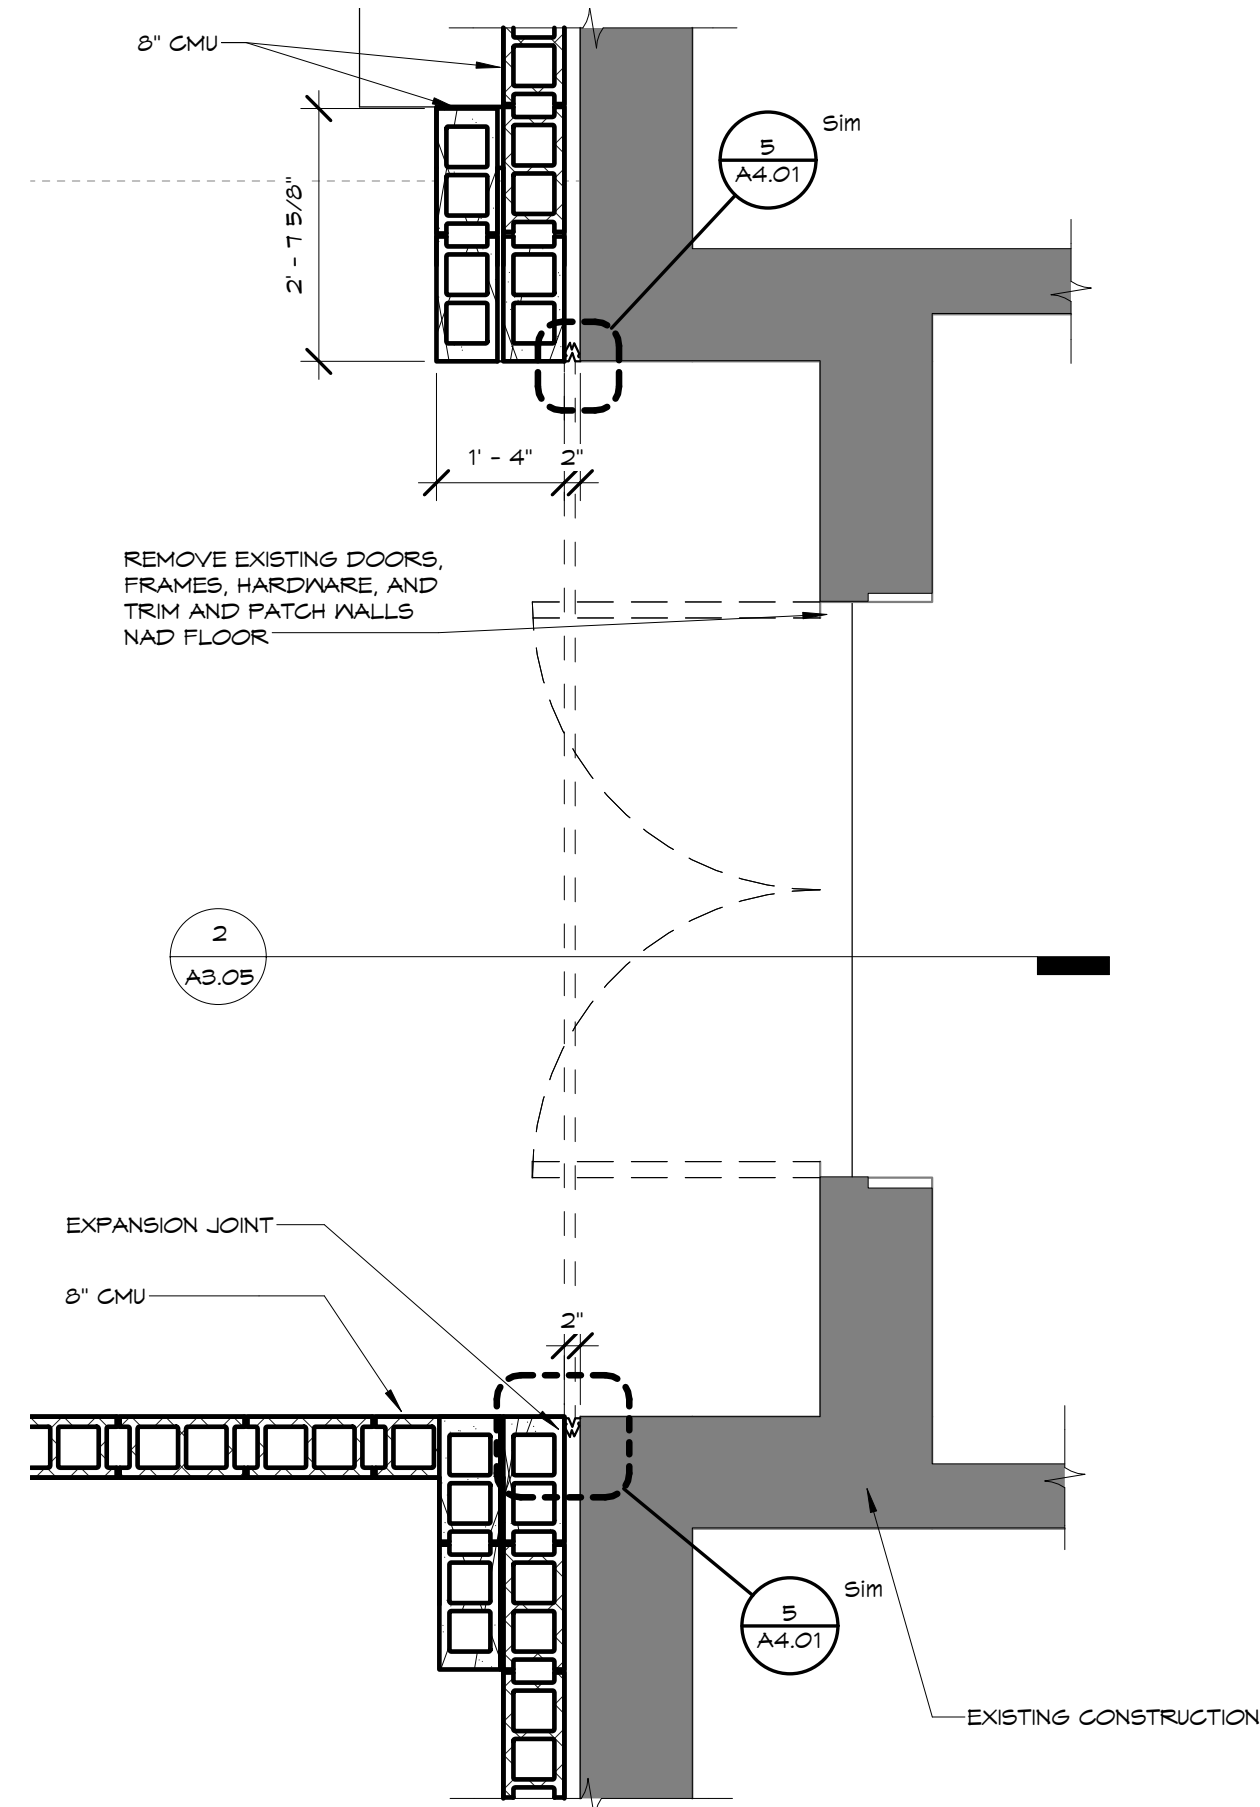 8" CMU
5
A4.01
Sim
2' - 7 5/8"
1' - 4"
2"
REMOVE EXISTING DOORS,
FRAMES, HARDWARE, AND
TRIM AND PATCH WALLS
NAD FLOOR
2
A3.05
EXPANSION JOINT
8" CMU
2"
5
A4.01
Sim
EXISTING CONSTRUCTION